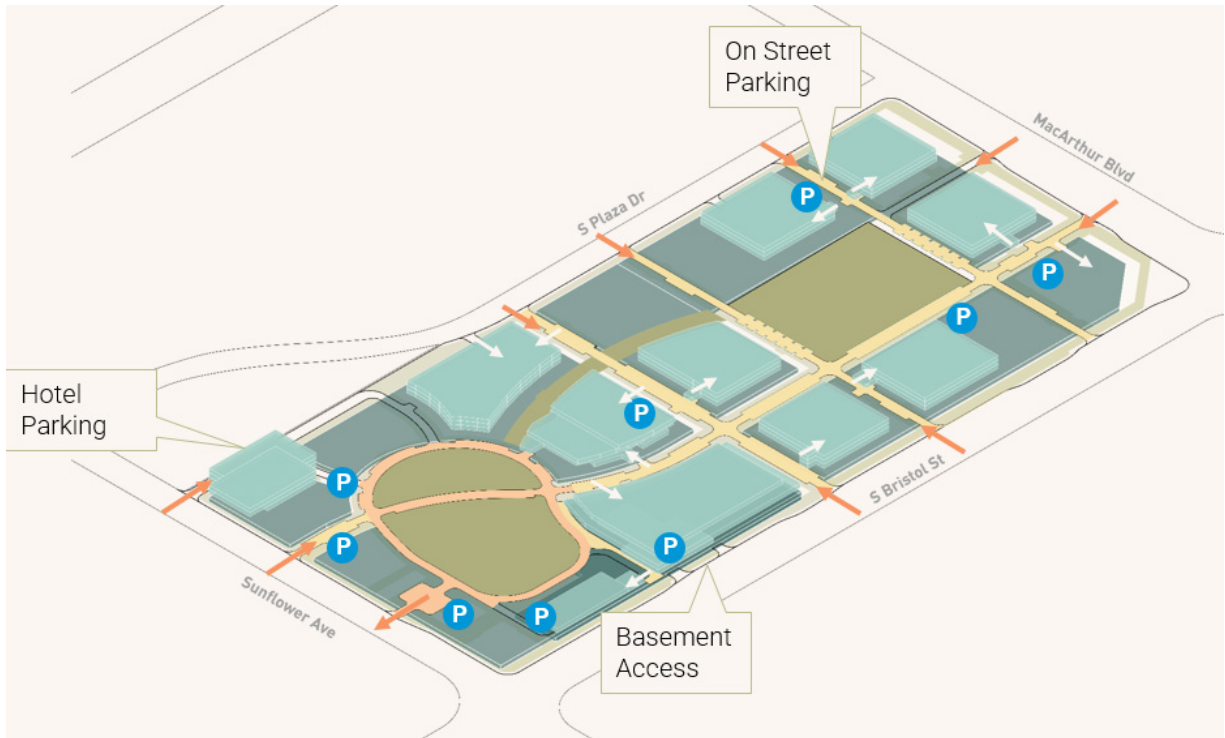 On Street
Parking
MacArthur Blvd
S Plaza Dr
P
P
P
Hotel
Parking
P
P
S Bristol St
P
P
Sunflower Ave
P
P
Basement
Access